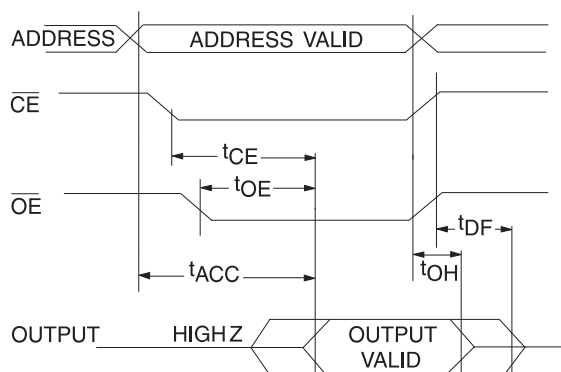 ADDRESS ADDRESS VALID
CE
tCE
OE
tOE
tDF
tACC
tOH
OUTPUT HIGH Z OUTPUT
VALID